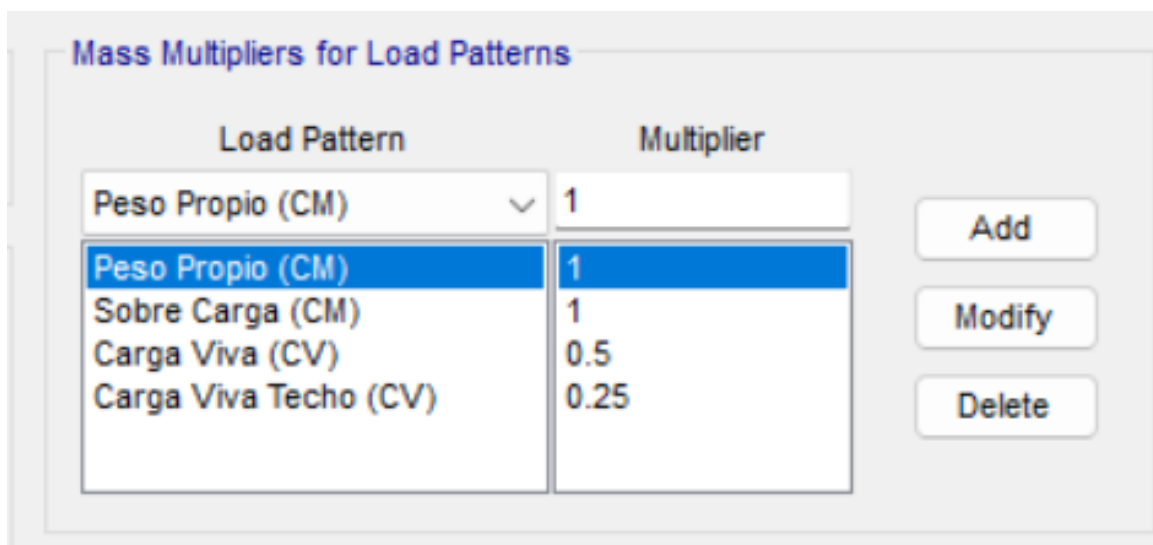 Mass Multipliers for Load Patterns
Load Pattern Multiplier
Peso Propio (CM) 1
Add
Peso Propio (CM) 1
Sobre Carga (CM) 1
Modify
Carga Viva (CV) 0.5
Carga Viva Techo (CV) 0.25
Delete